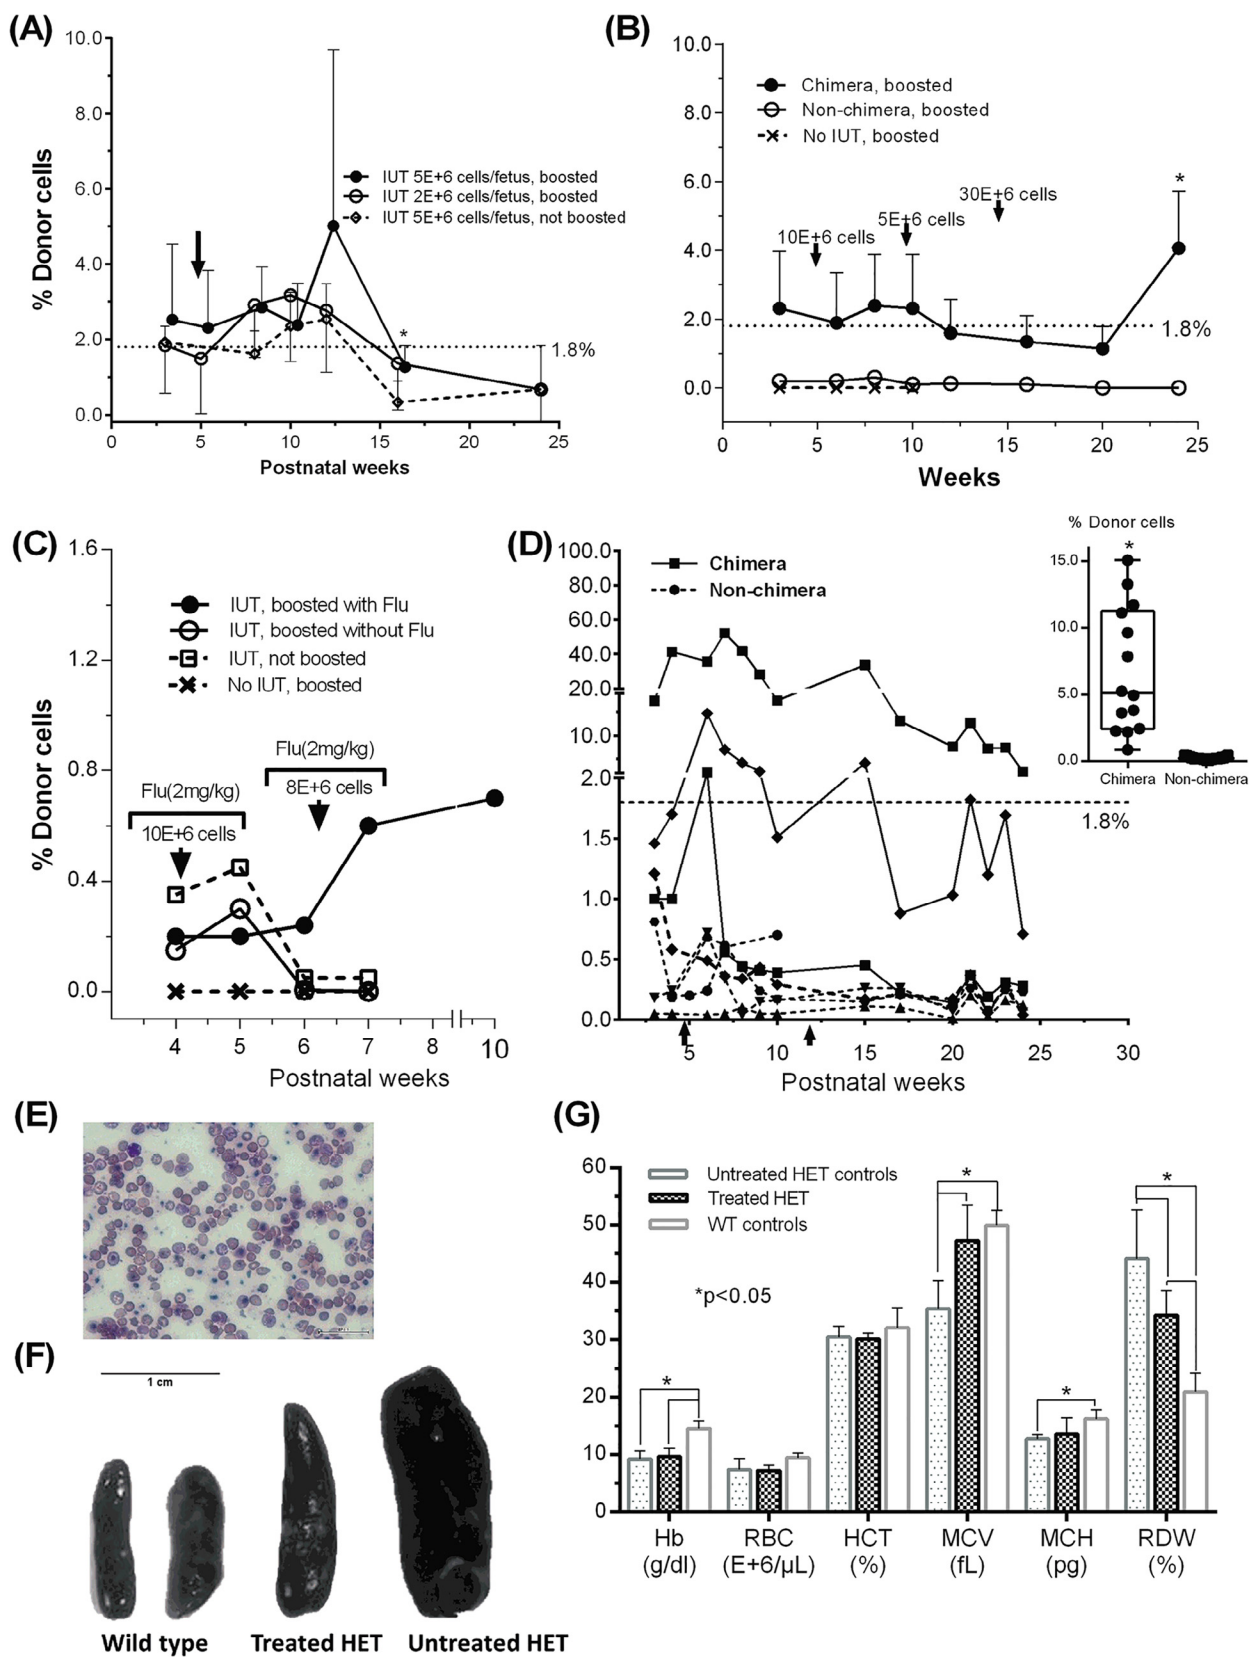 (A)
10.0
8.0
6.0
4.0
2.0
0.0
% Donor cells
IUT 5E+6 cells/fetus, boosted
IUT 2E+6 cells/fetus, boosted
IUT 5E+6 cells/fetus, not boosted
*
1.8%
0 5 10 15 20 25
Postnatal weeks
(B)
10.0
8.0
6.0
4.0
2.0
0.0
% Donor cells
Chimera, boosted
Non-chimera, boosted
No IUT, boosted
10E+6 cells
5E+6 cells
30E+6 cells
*
1.8%
0 5 10 15 20 25
Weeks
(C)
1.6
1.2
0.8
0.4
0.0
% Donor cells
IUT, boosted with Flu
IUT, boosted without Flu
IUT, not boosted
No IUT, boosted
Flu(2mg/kg)
10E+6 cells
Flu(2mg/kg)
8E+6 cells
4 5 6 7 8 10
Postnatal weeks
(D)
100.0
80.0
60.0
40.0
20.0
10.0
2.0
1.5
1.0
0.5
0.0
Chimera
Non-chimera
1.8%
5 10 15 20 25 30
Postnatal weeks
% Donor cells
*
15.0
10.0
5.0
0.0
Chimera Non-chimera
(E)
(F)
1 cm
Wild type Treated HET Untreated HET
(G)
60
50
40
30
20
10
0
Untreated HET controls
Treated HET
WT controls
*p<0.05
*
*
*
*
Hb RBC HCT MCV MCH RDW
(g/dl) (E+6/μL) (%) (fL) (pg) (%)